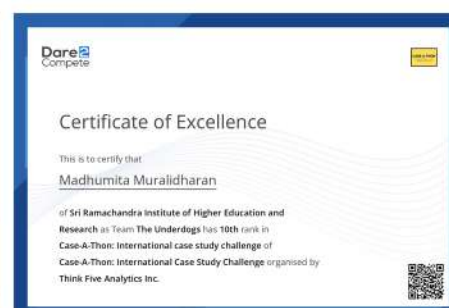 Dare2
Compete
Certificate of Excellence
This is to certify that
Madhumita Muralidharan
of Sri Ramachandra Institute of Higher Education and
Research as Team The Underdogs has 10th rank in
Case-A-Thon: International case study challenge of
Case-A-Thon: International Case Study Challenge organised by
Think Five Analytics Inc.